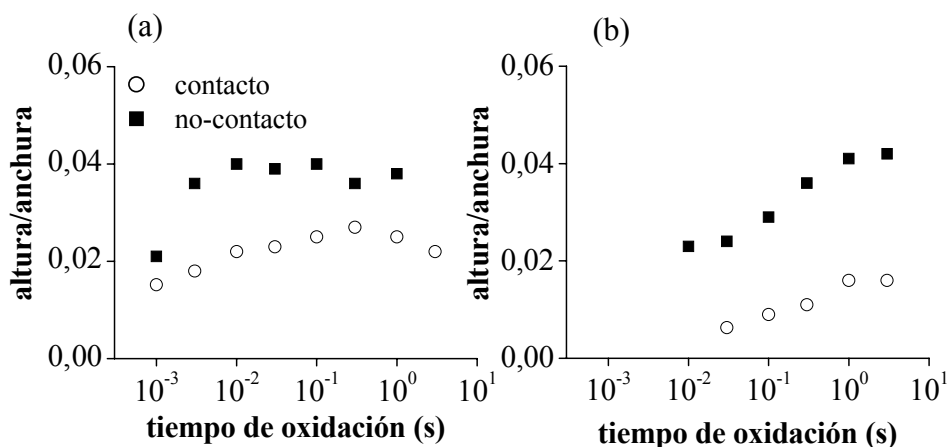 (a)
(b)
0,06
0,04
0,02
0,00
altura/anchura
contacto
no-contacto
10⁻³ 10⁻² 10⁻¹ 10⁰ 10¹
tiempo de oxidación (s)
0,06
0,04
0,02
0,00
altura/anchura
10⁻³ 10⁻² 10⁻¹ 10⁰ 10¹
tiempo de oxidación (s)